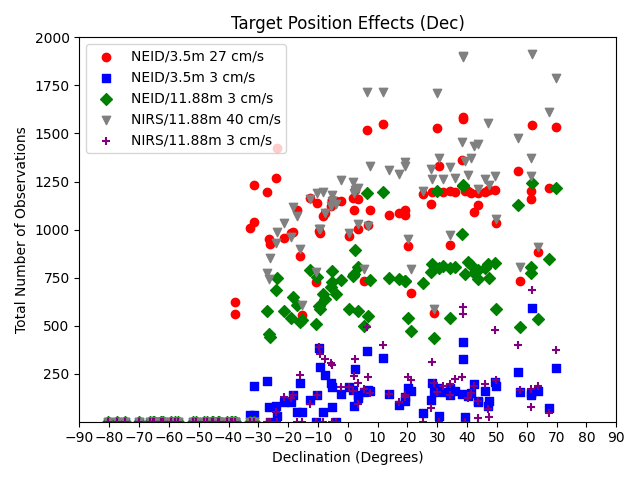 Target Position Effects (Dec)
Total Number of Observations
2000
1750
1500
1250
1000
750
500
250
NEID/3.5m 27 cm/s
NEID/3.5m 3 cm/s
NEID/11.88m 3 cm/s
NIRS/11.88m 40 cm/s
NIRS/11.88m 3 cm/s
−90 −80 −70 −60 −50 −40 −30 −20 −10 0 10 20 30 40 50 60 70 80 90
Declination (Degrees)